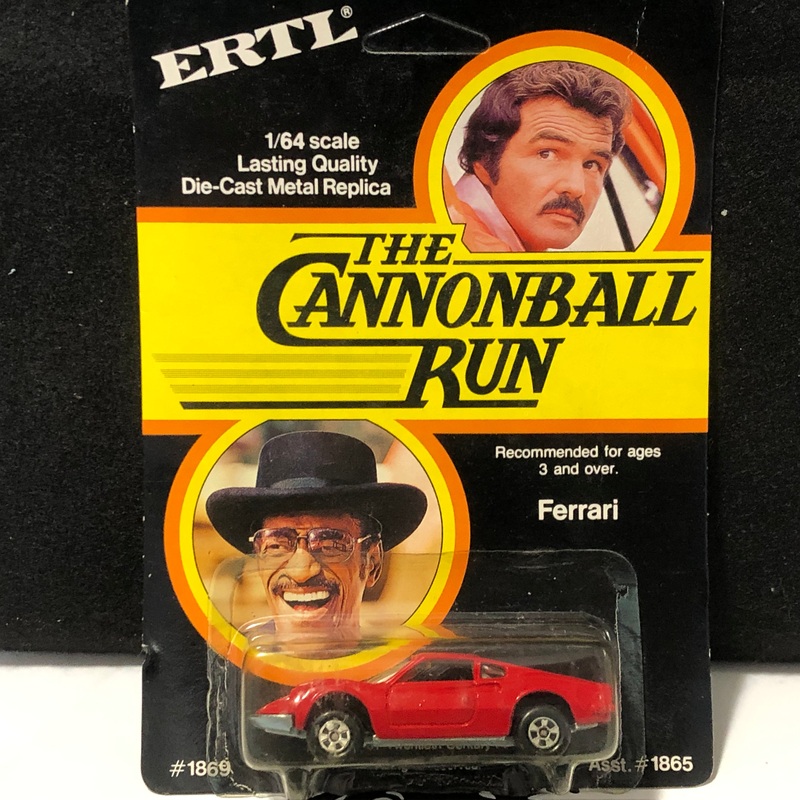 ERTL®
1/64 scale
Lasting Quality
Die-Cast Metal Replica
THE
CANNONBALL
RUN
Recommended for ages
3 and over.
Ferrari
#1869
Asst. #1865